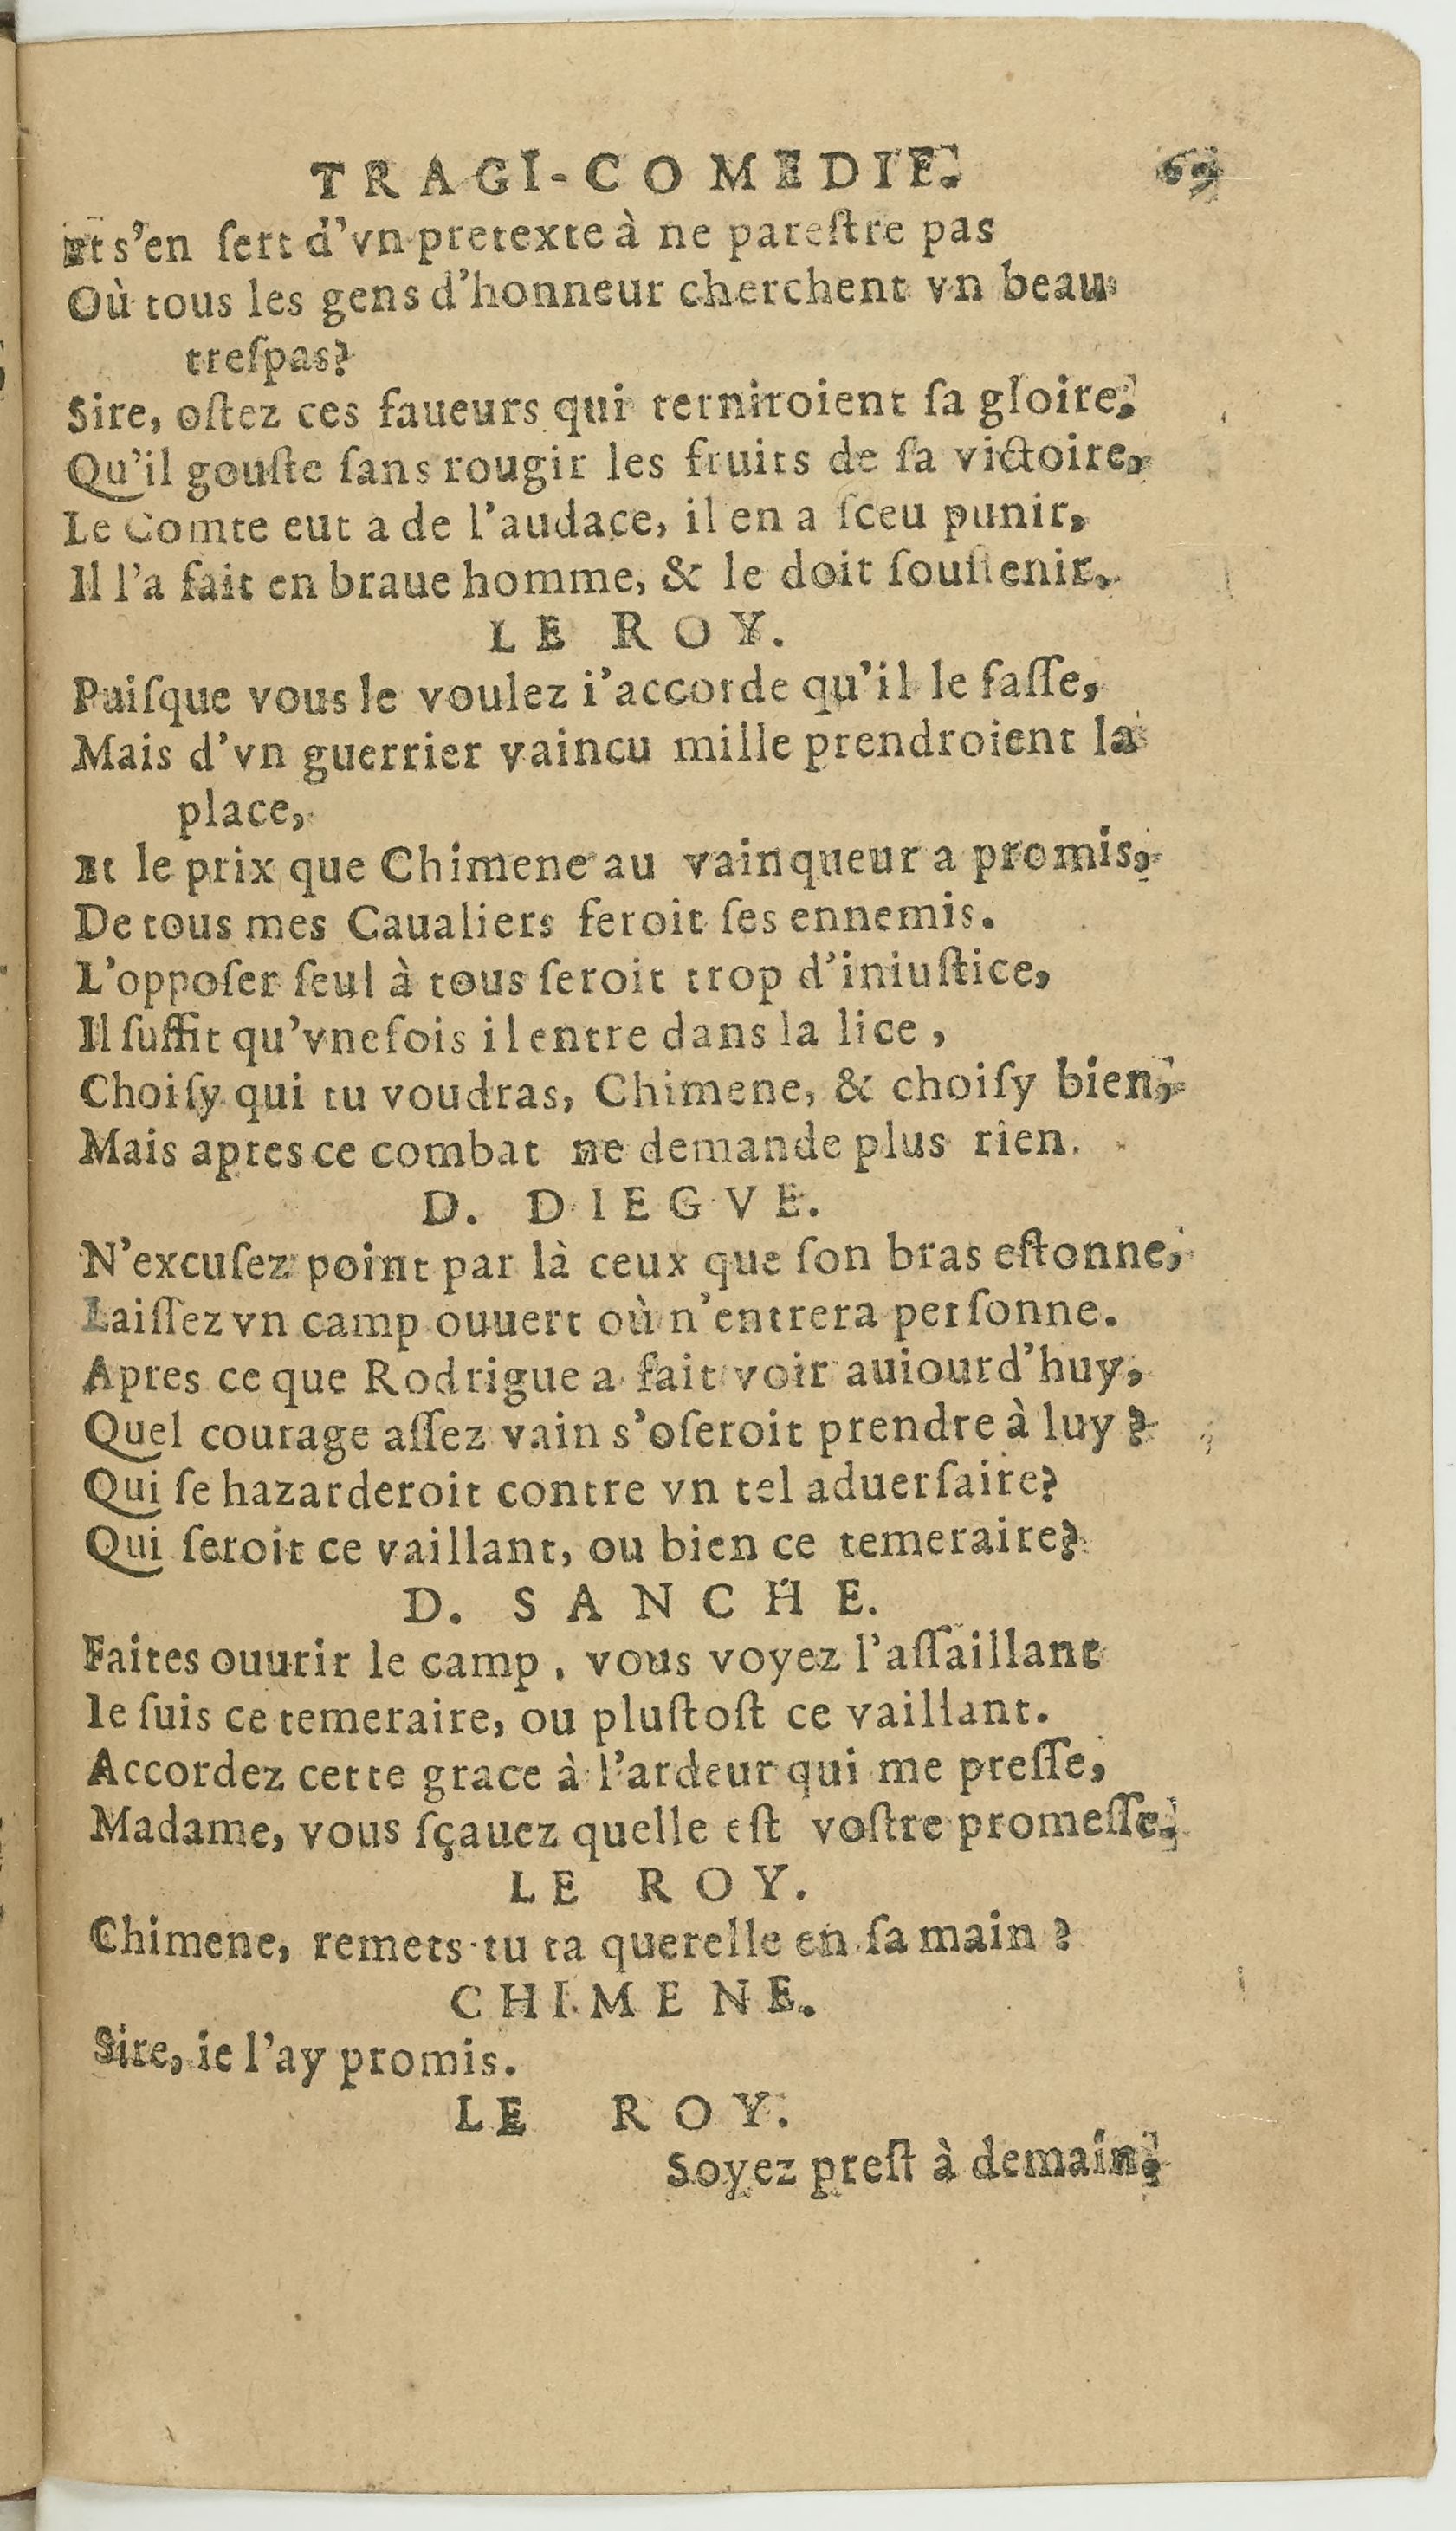 TRAGI-COMEDIE.
Et s'en ſert d'vn pretexte à ne pareſtre pas
Où tous les gens d'honneur cherchent vn beau
treſpas?
Sire, oſtez ces faueurs qui terniroient ſa gloire,
Qu'il gouſte ſans rougir les fruits de ſa victoire,
Le Comte eut a de l'audace, il en a ſceu punir,
Il l'a fait en braue homme, & le doit ſouſtenir.
LE ROY.
Puiſque vous le voulez i'accorde qu'il le faſſe,
Mais d'vn guerrier vaincu mille prendroient la
place,
Et le prix que Chimene au vainqueur a promis,
De tous mes Caualiers feroit ſes ennemis.
L'oppoſer ſeul à tous ſeroit trop d'iniuſtice,
Il ſuffit qu'vne fois il entre dans la lice,
Choiſy qui tu voudras, Chimene, & choiſy bien,
Mais apres ce combat ne demande plus rien.
D. DIEGVE.
N'excuſez point par là ceux que ſon bras eſtonne,
Laiſſez vn camp ouuert où n'entrera perſonne.
Apres ce que Rodrigue a fait voir auiourd'huy,
Quel courage aſſez vain s'oſeroit prendre à luy?
Qui ſe hazarderoit contre vn tel aduerſaire?
Qui ſeroit ce vaillant, ou bien ce temeraire?
D. SANCHE.
Faites ouurir le camp, vous voyez l'aſſaillant
Ie ſuis ce temeraire, ou pluſtoſt ce vaillant.
Accordez cette grace à l'ardeur qui me preſſe,
Madame, vous ſçauez quelle eſt voſtre promeſſe.
LE ROY.
Chimene, remets-tu ta querelle en ſa main?
CHIMENE.
Sire, ie l'ay promis.
LE ROY.
Soyez preſt à demain.